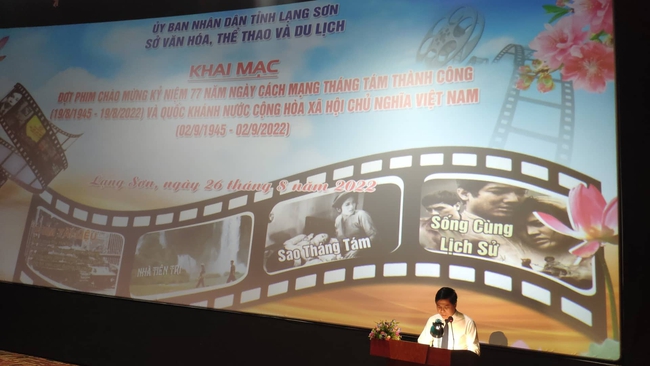 ỦY BAN NHÂN DÂN TỈNH LẠNG SƠN
SỞ VĂN HÓA, THỂ THAO VÀ DU LỊCH
KHAI MẠC
ĐỢT PHIM CHÀO MỪNG KỶ NIỆM 77 NĂM NGÀY CÁCH MẠNG THÁNG TÁM THÀNH CÔNG
(19/8/1945 - 19/8/2022) VÀ QUỐC KHÁNH NƯỚC CỘNG HÒA XÃ HỘI CHỦ NGHĨA VIỆT NAM
(02/9/1945 - 02/9/2022)
Lạng Sơn, ngày 26 tháng 8 năm 2022
NHÀ TIÊN TRI
Sao Tháng Tám
Sống Cùng
Lịch Sử